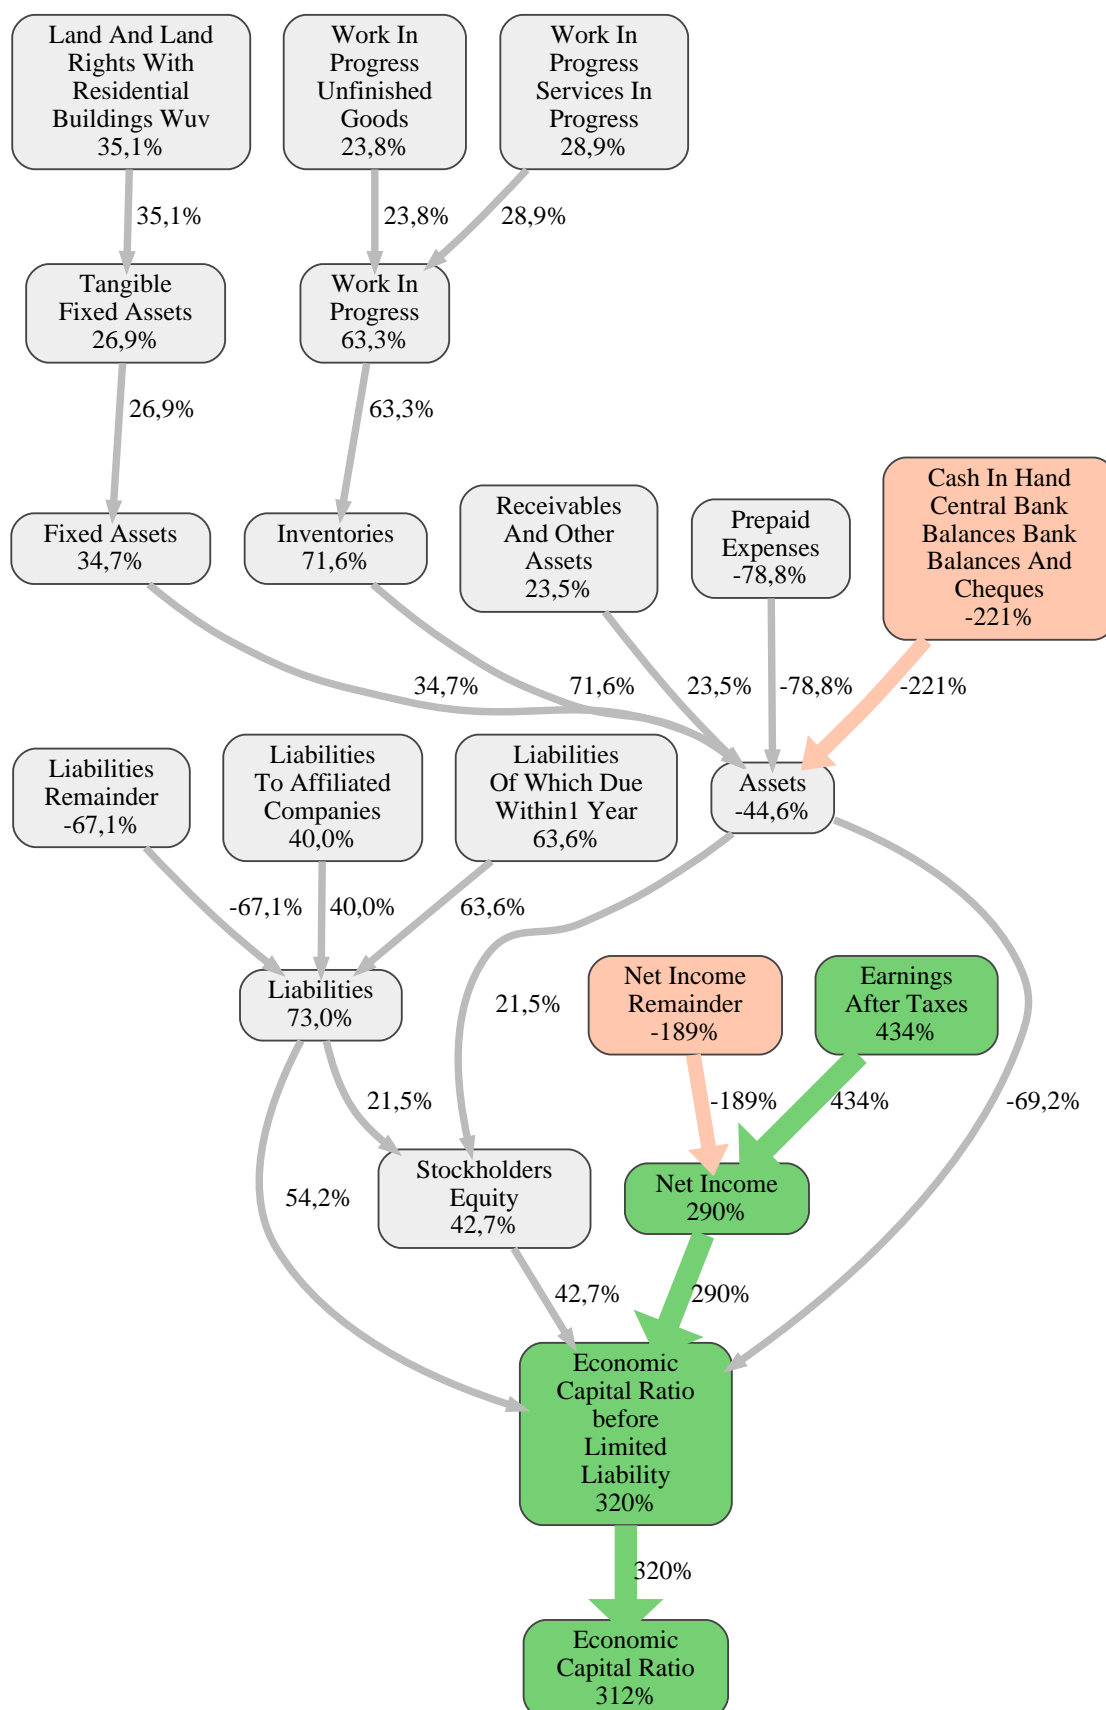 Land And Land
Rights With
Residential
Buildings Wuv
35,1%
Work In
Progress
Unfinished
Goods
23,8%
Work In
Progress
Services In
Progress
28,9%
35,1%
23,8%
28,9%
Tangible
Fixed Assets
26,9%
Work In
Progress
63,3%
26,9%
63,3%
Fixed Assets
34,7%
Inventories
71,6%
Receivables
And Other
Assets
23,5%
Prepaid
Expenses
-78,8%
Cash In Hand
Central Bank
Balances Bank
Balances And
Cheques
-221%
34,7%
71,6%
23,5%
-78,8%
-221%
Liabilities
Remainder
-67,1%
Liabilities
To Affiliated
Companies
40,0%
Liabilities
Of Which Due
Within1 Year
63,6%
Assets
-44,6%
-67,1%
40,0%
63,6%
Liabilities
73,0%
21,5%
Net Income
Remainder
-189%
Earnings
After Taxes
434%
21,5%
-189%
434%
-69,2%
54,2%
Stockholders
Equity
42,7%
Net Income
290%
42,7%
290%
Economic
Capital Ratio
before
Limited
Liability
320%
320%
Economic
Capital Ratio
312%